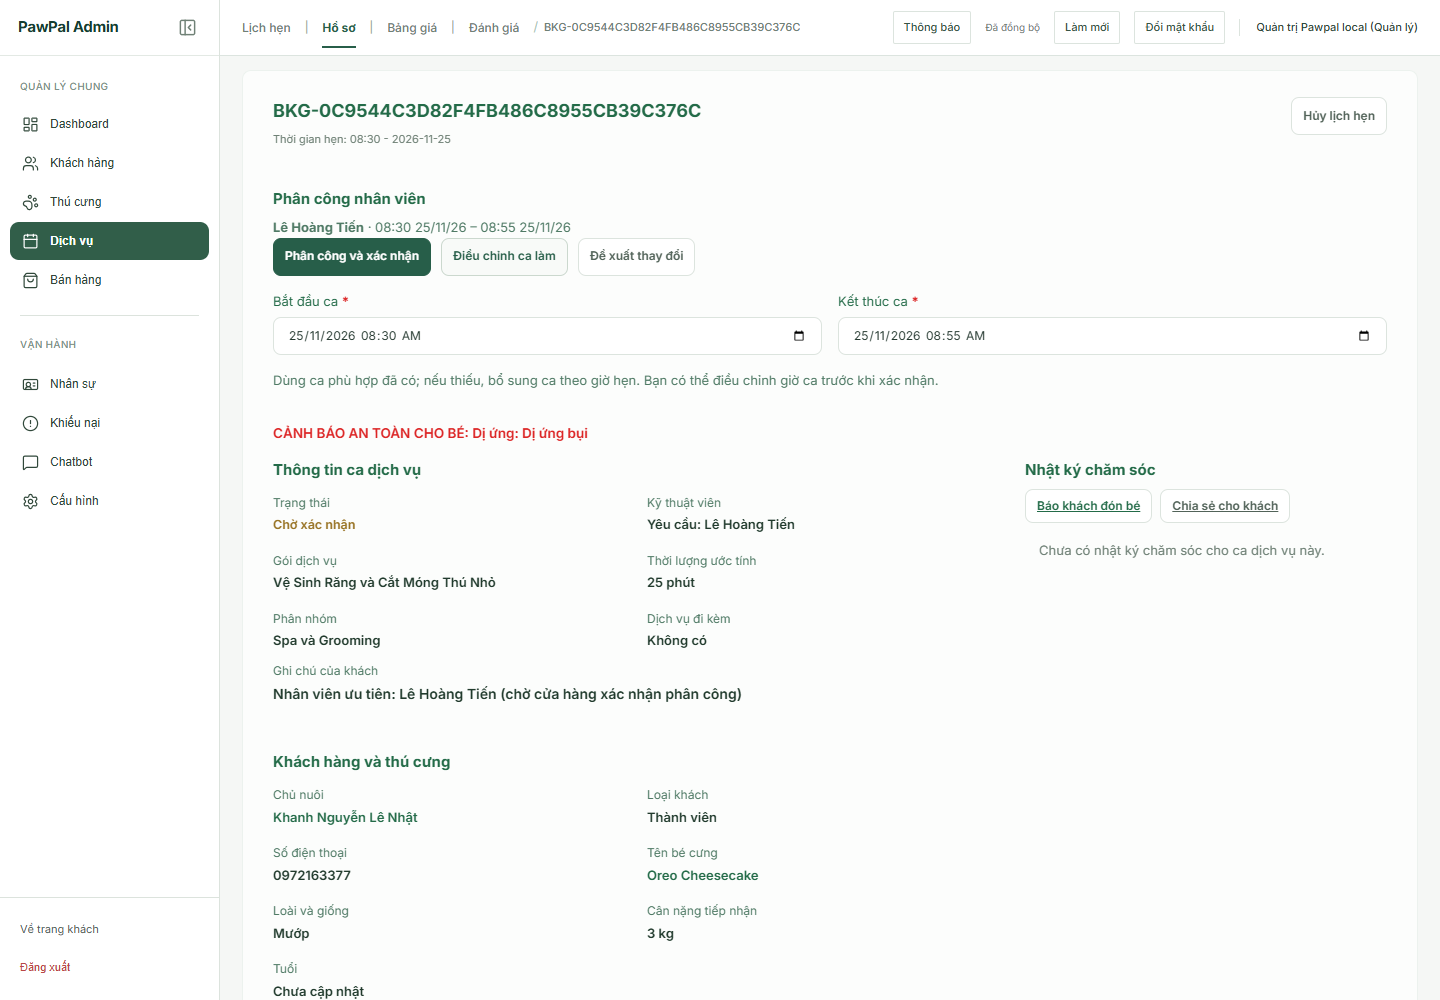 PawPal Admin
QUẢN LÝ CHUNG
Dashboard
Khách hàng
Thú cưng
Dịch vụ
Bán hàng
VẬN HÀNH
Nhân sự
Khiếu nại
Chatbot
Cấu hình
Về trang khách
Đăng xuất
Lịch hẹn | Hồ sơ | Bảng giá | Đánh giá / BKG-0C9544C3D82F4FB486C8955CB39C376C
Thông báo Đã đồng bộ Làm mới Đổi mật khẩu Quản trị Pawpal local (Quản lý)
BKG-0C9544C3D82F4FB486C8955CB39C376C
Hủy lịch hẹn
Thời gian hẹn: 08:30 - 2026-11-25
Phân công nhân viên
Lê Hoàng Tiến · 08:30 25/11/26 – 08:55 25/11/26
Phân công và xác nhận Điều chỉnh ca làm Đề xuất thay đổi
Bắt đầu ca * Kết thúc ca *
25/11/2026 08:30 AM 25/11/2026 08:55 AM
Dùng ca phù hợp đã có; nếu thiếu, bổ sung ca theo giờ hẹn. Bạn có thể điều chỉnh giờ ca trước khi xác nhận.
CẢNH BÁO AN TOÀN CHO BÉ: Dị ứng: Dị ứng bụi
Thông tin ca dịch vụ
Trạng thái Kỹ thuật viên
Chờ xác nhận Yêu cầu: Lê Hoàng Tiến
Gói dịch vụ Thời lượng ước tính
Vệ Sinh Răng và Cắt Móng Thú Nhỏ 25 phút
Phân nhóm Dịch vụ đi kèm
Spa và Grooming Không có
Ghi chú của khách
Nhân viên ưu tiên: Lê Hoàng Tiến (chờ cửa hàng xác nhận phân công)
Nhật ký chăm sóc
Báo khách đón bé Chia sẻ cho khách
Chưa có nhật ký chăm sóc cho ca dịch vụ này.
Khách hàng và thú cưng
Chủ nuôi Loại khách
Khanh Nguyễn Lê Nhật Thành viên
Số điện thoại Tên bé cưng
0972163377 Oreo Cheesecake
Loài và giống Cân nặng tiếp nhận
Mướp 3 kg
Tuổi
Chưa cập nhật